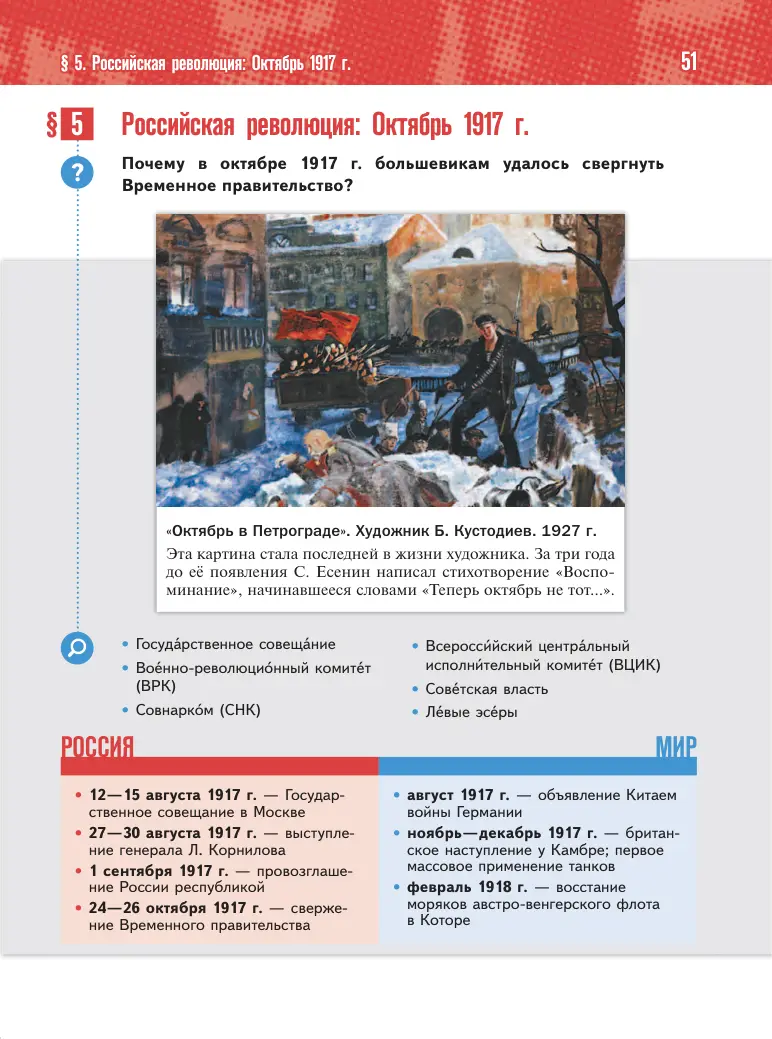 § 5. Российская революция: Октябрь 1917 г.
51
§ 5
Российская революция: Октябрь 1917 г.
?
Почему в октябре 1917 г. большевикам удалось свергнуть
Временное правительство?
ПИВО
«Октябрь в Петрограде». Художник Б. Кустодиев. 1927 г.
Эта картина стала последней в жизни художника. За три года
до её появления С. Есенин написал стихотворение «Воспо-
минание», начинавшееся словами «Теперь октябрь не тот...».
• Госуда́рственное совеща́ние
• Вое́нно-революцио́нный комите́т
(ВРК)
• Совнарко́м (СНК)
• Всеросси́йский центра́льный
исполни́тельный комите́т (ВЦИК)
• Сове́тская власть
• Ле́вые эсе́ры
РОССИЯ
• 12—15 августа 1917 г. — Государ-
ственное совещание в Москве
• 27—30 августа 1917 г. — выступле-
ние генерала Л. Корнилова
• 1 сентября 1917 г. — провозглаше-
ние России республикой
• 24—26 октября 1917 г. — сверже-
ние Временного правительства
МИР
• август 1917 г. — объявление Китаем
войны Германии
• ноябрь—декабрь 1917 г. — британ-
ское наступление у Камбре; первое
массовое применение танков
• февраль 1918 г. — восстание
моряков австро-венгерского флота
в Которе